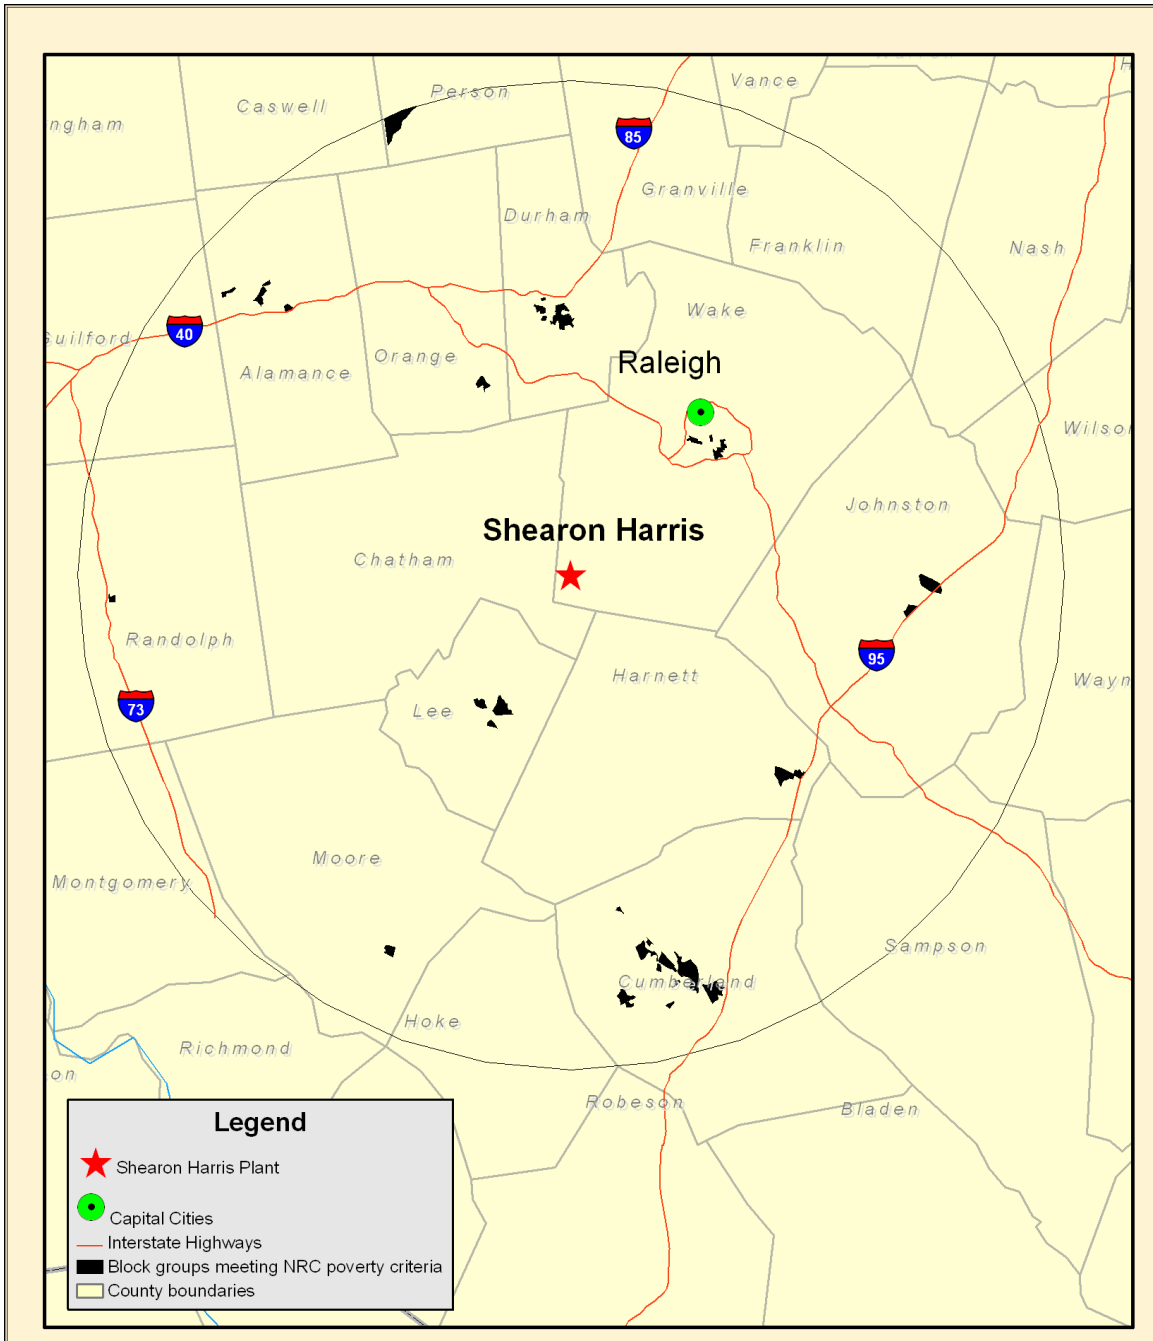 Vance
Person
Caswell
ngham
85
Granville
Durham
Franklin
Nash
Wake
40
Guilford
Orange
Raleigh
Alamance
Wilson
Johnston
Shearon Harris
Chatham
Randolph
95
Harnett
Wayn
73
Lee
Moore
Montgomery
Sampson
Cumberland
Hoke
Richmond
on
Robeson
Bladen
Legend
Shearon Harris Plant
Capital Cities
Interstate Highways
Block groups meeting NRC poverty criteria
County boundaries